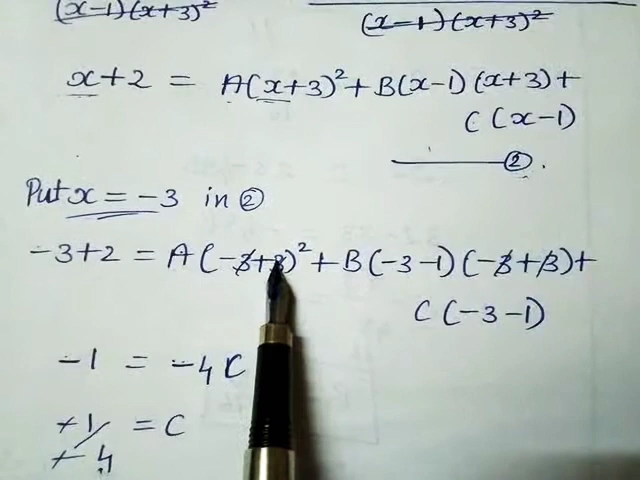 (x-1)(x+3)² (x-1)(x+3)²
x+2 = A(x+3)² + B(x-1)(x+3)+
C(x-1)
②.
Put x = -3 in ②
-3+2 = A(-3+3)² + B(-3-1)(-3+3)+
C(-3-1)
-1 = -4C
+1/+4 = C